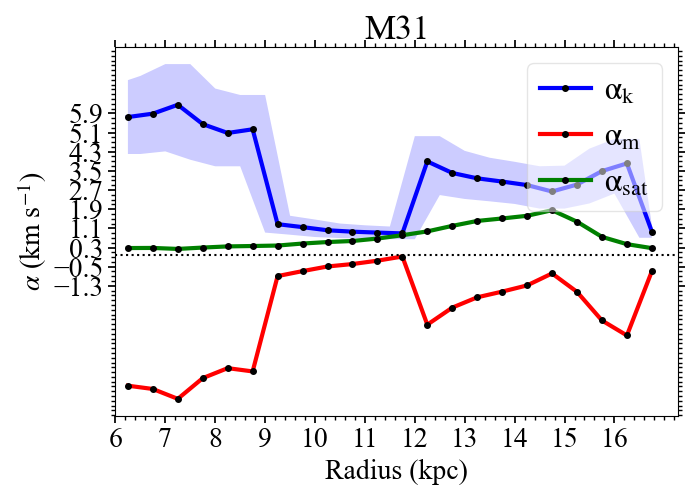 M31
α (km s⁻¹)
5.9
5.1
4.3
3.5
2.7
1.9
1.1
0.3
−0.5
−1.3
αk
αm
αsat
6 7 8 9 10 11 12 13 14 15 16
Radius (kpc)